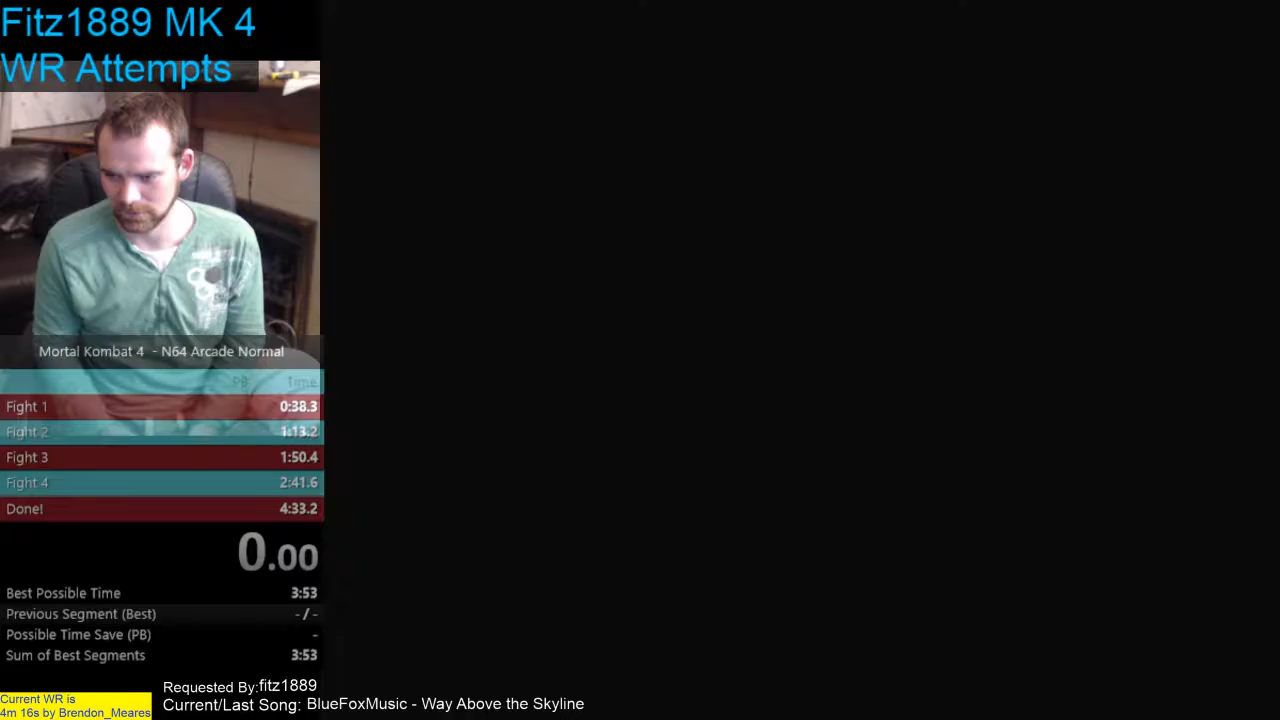 Fitz1889 MK 4
WR Attempts
Mortal Kombat 4 - N64 Arcade Normal
PB Time
Fight 1 0:38.3
Fight 2 1:13.2
Fight 3 1:50.4
Fight 4 2:41.6
Done! 4:33.2
0.00
Best Possible Time 3:53
Previous Segment (Best) - / -
Possible Time Save (PB) -
Sum of Best Segments 3:53
Current WR is
4m 16s by Brendon_Meares
Requested By:fitz1889
Current/Last Song: BlueFoxMusic - Way Above the Skyline